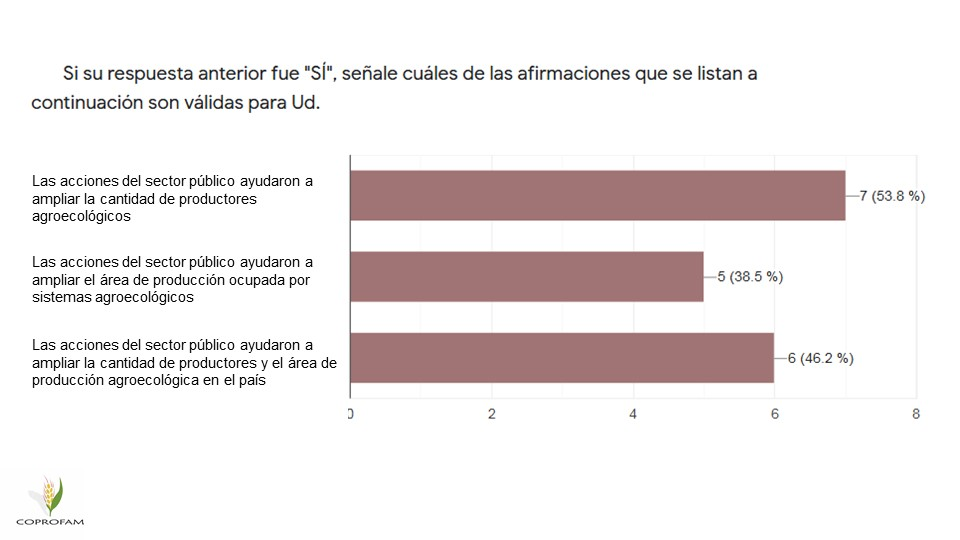 Si su respuesta anterior fue "SÍ", señale cuáles de las afirmaciones que se listan a
continuación son válidas para Ud.
Las acciones del sector público ayudaron a
ampliar la cantidad de productores
agroecológicos
7 (53.8 %)
Las acciones del sector público ayudaron a
ampliar el área de producción ocupada por
sistemas agroecológicos
5 (38.5 %)
Las acciones del sector público ayudaron a
ampliar la cantidad de productores y el área de
producción agroecológica en el país
6 (46.2 %)
0 2 4 6 8
COPROFAM